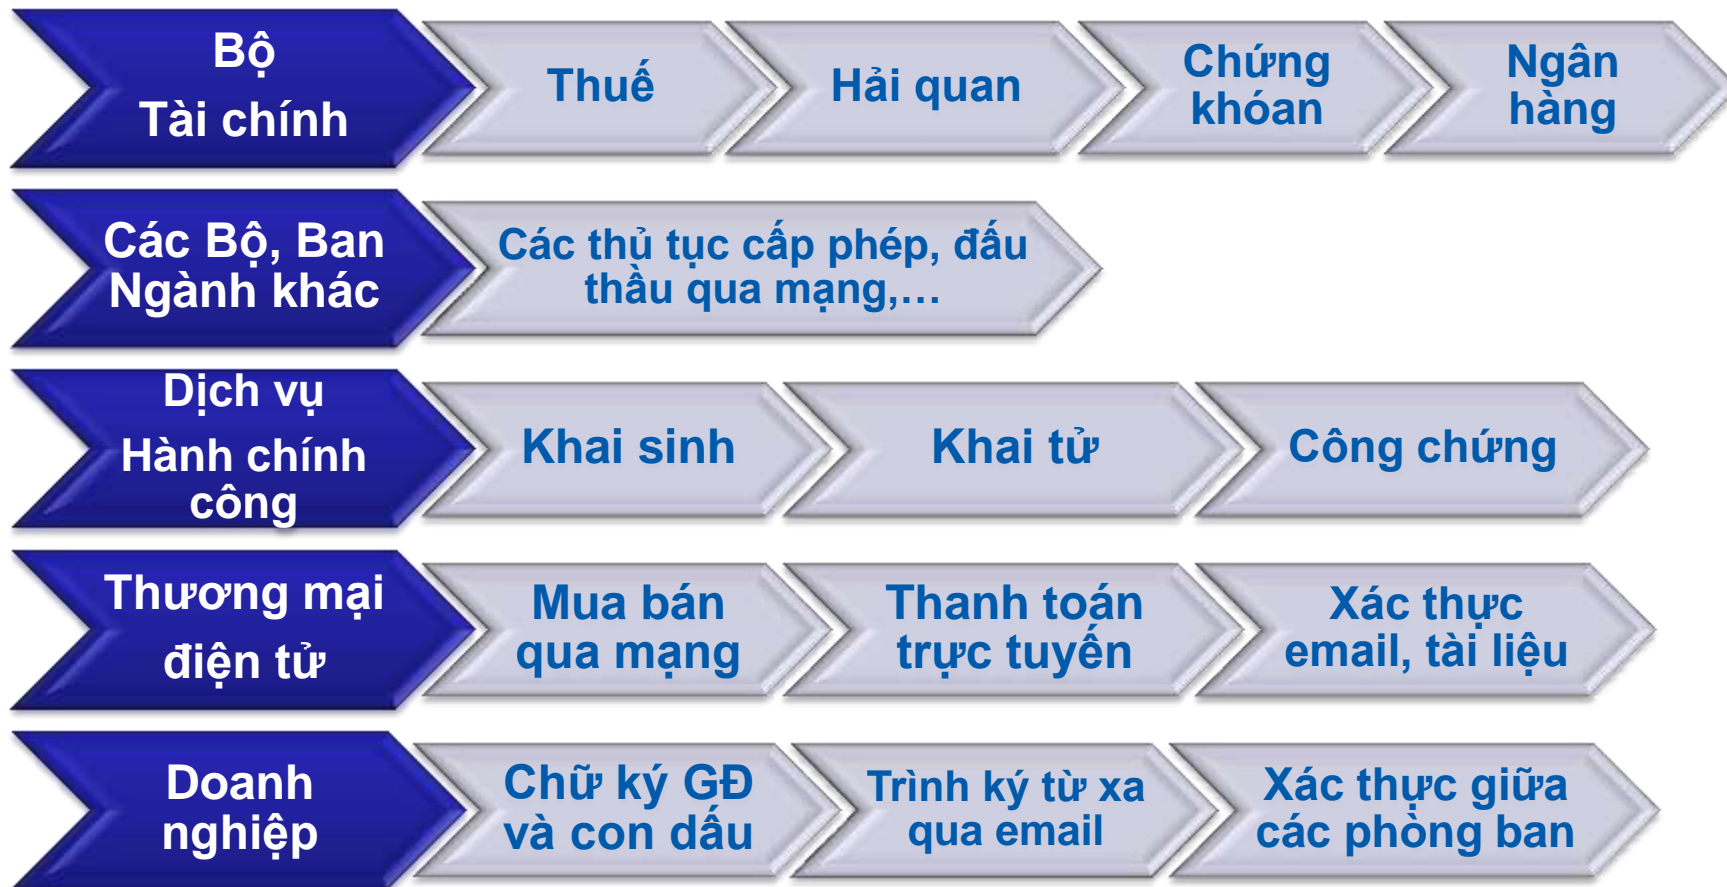 Bộ
Tài chính
Thuế
Hải quan
Chứng
khóan
Ngân
hàng
Các Bộ, Ban
Ngành khác
Các thủ tục cấp phép, đấu
thầu qua mạng,...
Dịch vụ
Hành chính
công
Khai sinh
Khai tử
Công chứng
Thương mại
điện tử
Mua bán
qua mạng
Thanh toán
trực tuyến
Xác thực
email, tài liệu
Doanh
nghiệp
Chữ ký GĐ
và con dấu
Trình ký từ xa
qua email
Xác thực giữa
các phòng ban